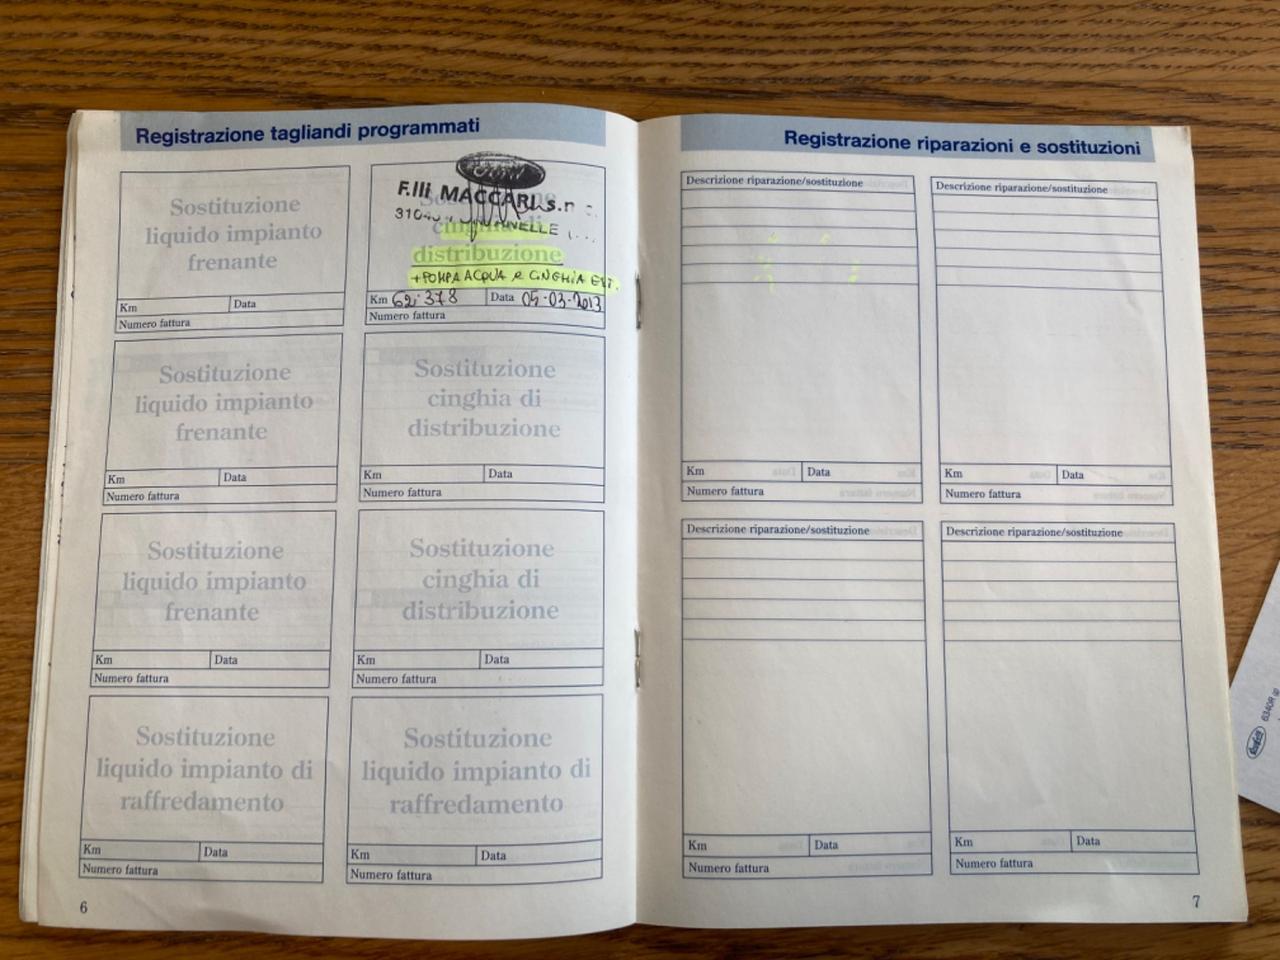 Registrazione tagliandi programmati
Sostituzione
liquido impianto
frenante
Km
Data
Numero fattura
Ford
F.lli MACCARI s.n
cinghia di
distribuzione
+ POMPA ACQUA e CINGHIA EST.
Km 62.378
Data 05-03-2013
Numero fattura
Sostituzione
liquido impianto
frenante
Km
Data
Numero fattura
Sostituzione
cinghia di
distribuzione
Km
Data
Numero fattura
Sostituzione
liquido impianto
frenante
Km
Data
Numero fattura
Sostituzione
cinghia di
distribuzione
Km
Data
Numero fattura
Sostituzione
liquido impianto di
raffredamento
Km
Data
Numero fattura
Sostituzione
liquido impianto di
raffredamento
Km
Data
Numero fattura
6
Registrazione riparazioni e sostituzioni
Descrizione riparazione/sostituzione
Km
Data
Numero fattura
Descrizione riparazione/sostituzione
Km
Data
Numero fattura
Descrizione riparazione/sostituzione
Km
Data
Numero fattura
Descrizione riparazione/sostituzione
Km
Data
Numero fattura
7